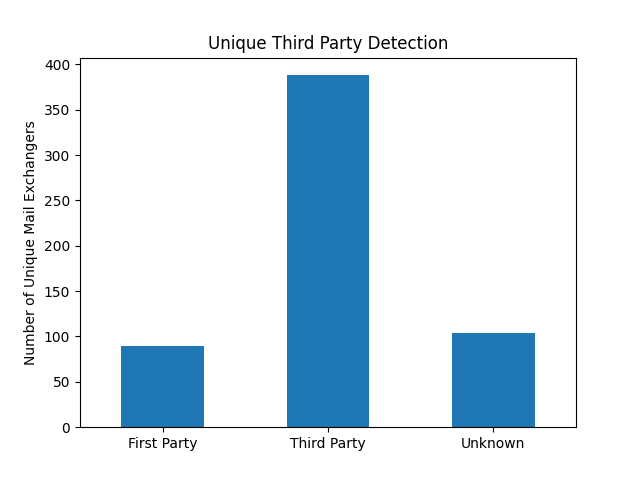 Unique Third Party Detection
Number of Unique Mail Exchangers
400
350
300
250
200
150
100
50
0
First Party
Third Party
Unknown